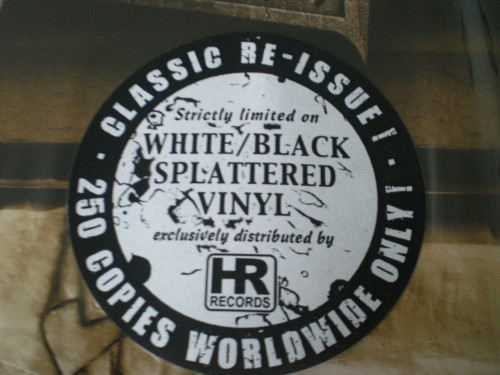 CLASSIC RE-ISSUE!
Strictly limited on
WHITE/BLACK
SPLATTERED
VINYL
exclusively distributed by
HR
RECORDS
250 COPIES WORLDWIDE ONLY!